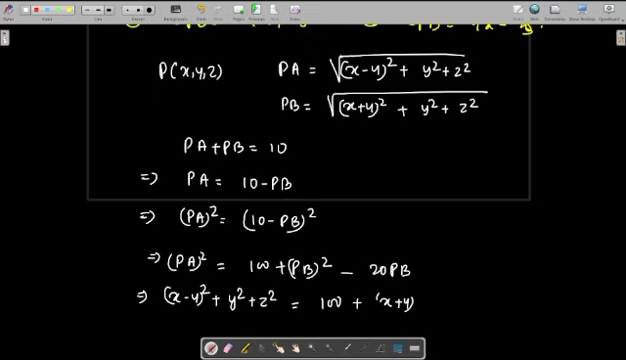 P(x,y,z) PA = √(x-4)² + y² + z²
PB = √(x+4)² + y² + z²
PA + PB = 10
=) PA = 10 - PB
=) (PA)² = (10 - PB)²
=) (PA)² = 100 + (PB)² - 20PB
=) (x-4)² + y² + z² = 100 + (x+4)